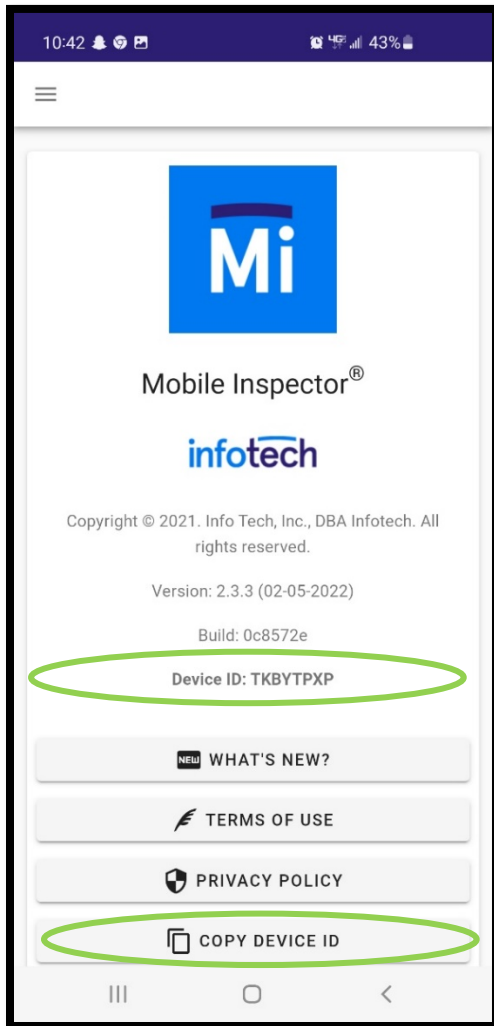 10:42 43%
Mi
Mobile Inspector®
infotech
Copyright © 2021. Info Tech, Inc., DBA Infotech. All
rights reserved.
Version: 2.3.3 (02-05-2022)
Build: 0c8572e
Device ID: TKBYTPXP
NEW WHAT'S NEW?
TERMS OF USE
PRIVACY POLICY
COPY DEVICE ID